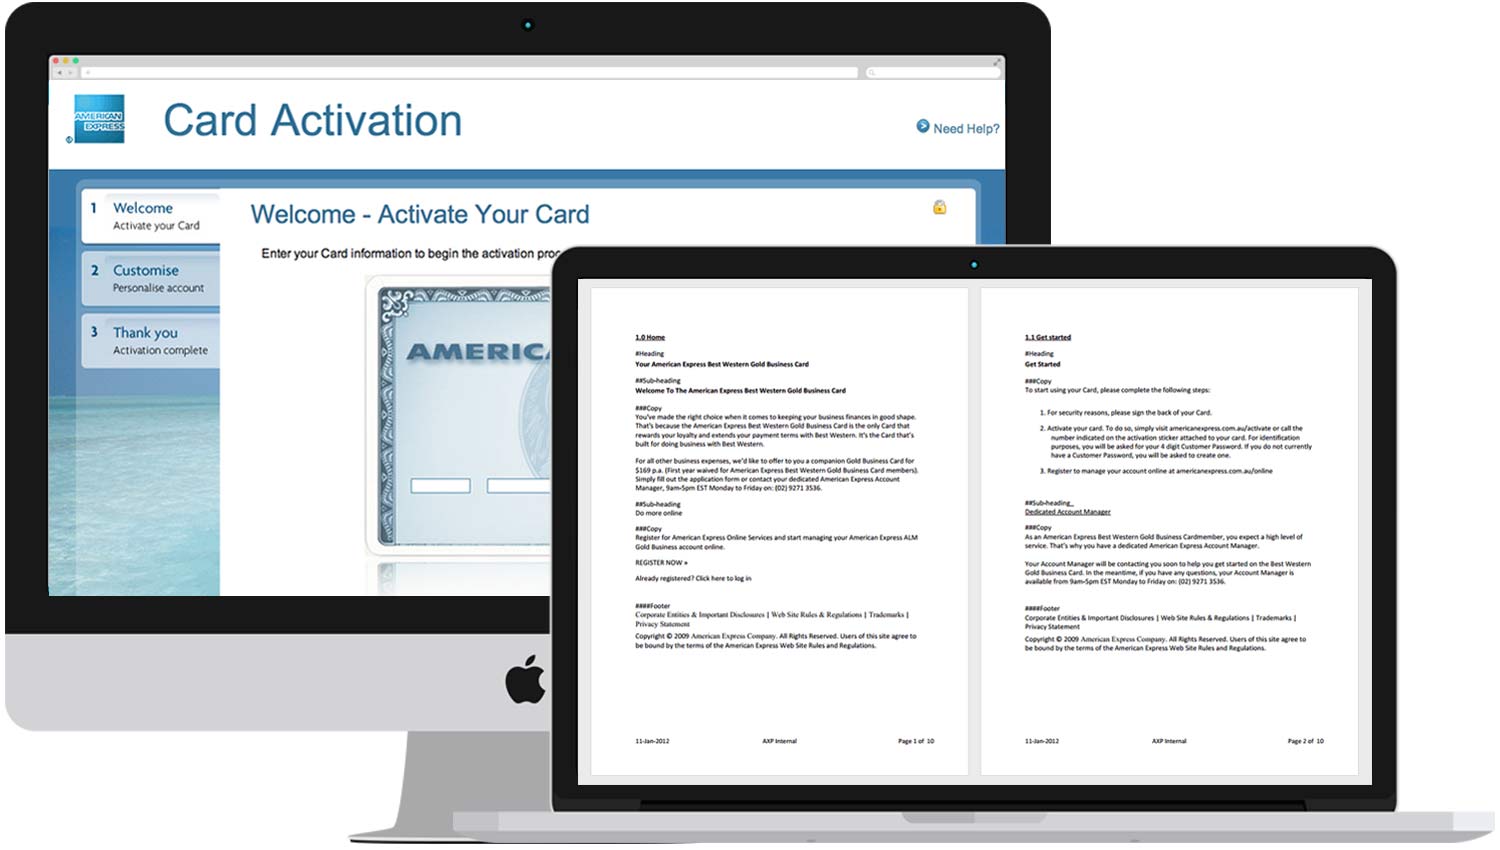 AMERICAN
EXPRESS
®
Card Activation
Need Help?
1 Welcome
Activate your Card
2 Customise
Personalise account
3 Thank you
Activation complete
Welcome - Activate Your Card
Enter your Card information to begin the activation proc
AMERICA
1.0 Home
#Heading
Your American Express Best Western Gold Business Card
##Sub-heading
Welcome To The American Express Best Western Gold Business Card
###Copy
You've made the right choice when it comes to keeping your business finances in good shape.
That's because the American Express Best Western Gold Business Card is the only Card that
rewards your loyalty and extends your payment terms with Best Western. It's the Card that's
built for doing business with Best Western.
For all other business expenses, we'd like to offer to you a companion Gold Business Card for
$169 p.a. (First year waived for American Express Best Western Gold Business Card members).
Simply fill out the application form or contact your dedicated American Express Account
Manager, 9am-5pm EST Monday to Friday on: (02) 9271 3536.
##Sub-heading
Do more online
###Copy
Register for American Express Online Services and start managing your American Express ALM
Gold Business account online.
REGISTER NOW »
Already registered? Click here to log in
####Footer
Corporate Entities & Important Disclosures | Web Site Rules & Regulations | Trademarks |
Privacy Statement
Copyright © 2009 American Express Company. All Rights Reserved. Users of this site agree to
be bound by the terms of the American Express Web Site Rules and Regulations.
11-Jan-2012 AXP Internal Page 1 of 10
1.1 Get started
#Heading
Get Started
###Copy
To start using your Card, please complete the following steps:
1. For security reasons, please sign the back of your Card.
2. Activate your card. To do so, simply visit americanexpress.com.au/activate or call the
number indicated on the activation sticker attached to your card. For identification
purposes, you will be asked for your 4 digit Customer Password. If you do not currently
have a Customer Password, you will be asked to create one.
3. Register to manage your account online at americanexpress.com.au/online
##Sub-heading_
Dedicated Account Manager
###Copy
As an American Express Best Western Gold Business Cardmember, you expect a high level of
service. That's why you have a dedicated American Express Account Manager.
Your Account Manager will be contacting you soon to help you get started on the Best Western
Gold Business Card. In the meantime, if you have any questions, your Account Manager is
available from 9am-5pm EST Monday to Friday on: (02) 9271 3536.
####Footer
Corporate Entities & Important Disclosures | Web Site Rules & Regulations | Trademarks |
Privacy Statement
Copyright © 2009 American Express Company. All Rights Reserved. Users of this site agree to
be bound by the terms of the American Express Web Site Rules and Regulations.
11-Jan-2012 AXP Internal Page 2 of 10